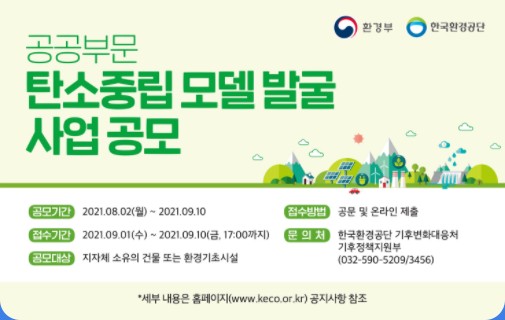 환경부 한국환경공단
공공부문
탄소중립 모델 발굴
사업 공모
공모기간 2021.08.02(월) ~ 2021.09.10
접수기간 2021.09.01(수) ~ 2021.09.10(금, 17:00까지)
공모대상 지자체 소유의 건물 또는 환경기초시설
접수방법 공문 및 온라인 제출
문 의 처 한국환경공단 기후변화대응처
기후정책지원부
(032-590-5209/3456)
*세부 내용은 홈페이지(www.keco.or.kr) 공지사항 참조